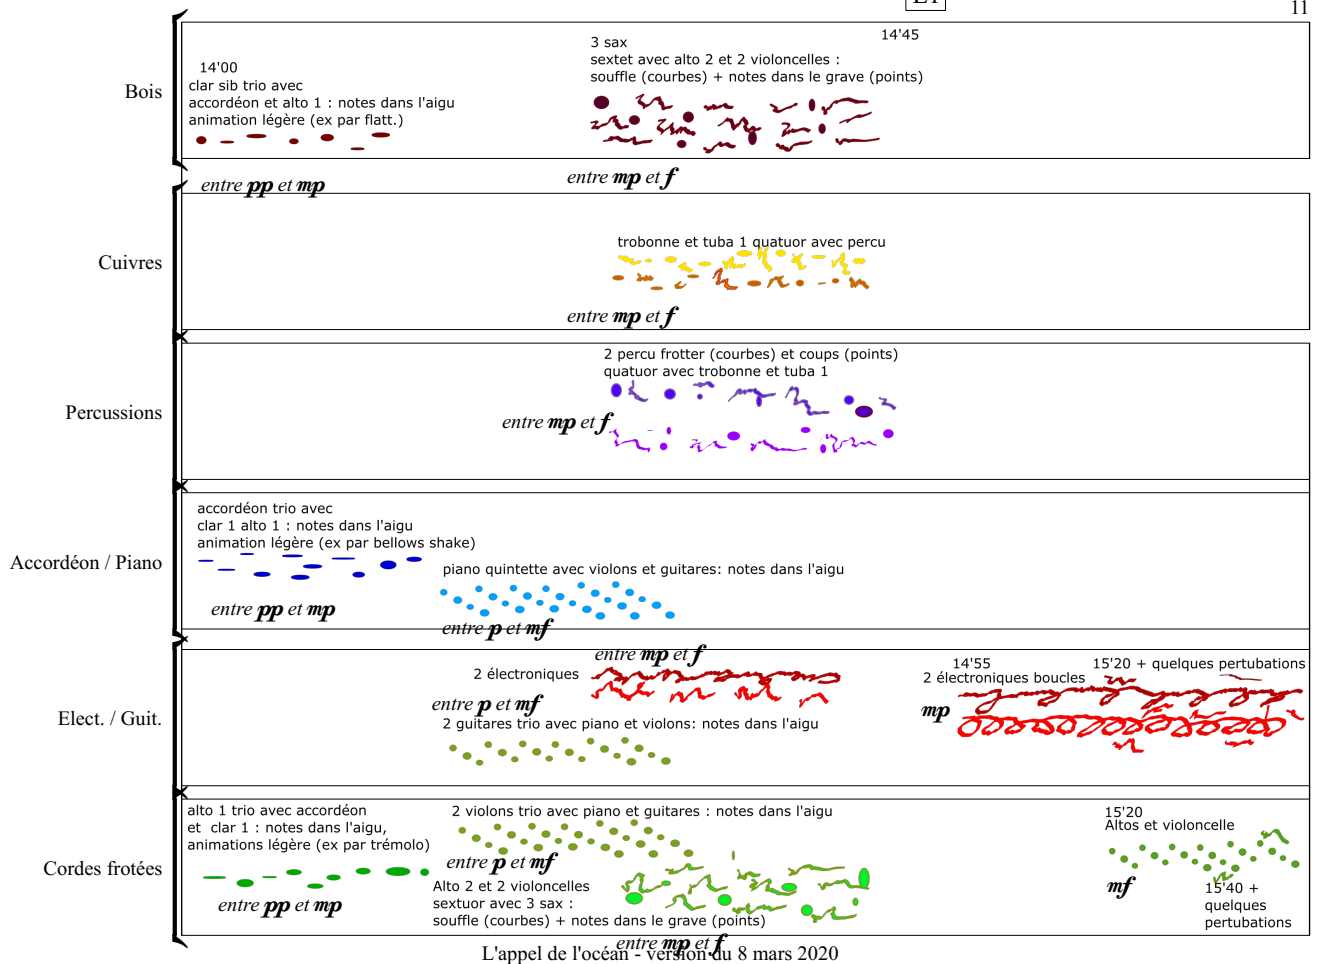 11
Bois
14'00
clar sib trio avec
accordéon et alto 1 : notes dans l'aigu
animation légère (ex par flatt.)
entre pp et mp
3 sax
sextet avec alto 2 et 2 violoncelles :
souffle (courbes) + notes dans le grave (points)
14'45
entre mp et f
Cuivres
trobonne et tuba 1 quatuor avec percu
entre mp et f
Percussions
2 percu frotter (courbes) et coups (points)
quatuor avec trobonne et tuba 1
entre mp et f
Accordéon / Piano
accordéon trio avec
clar 1 alto 1 : notes dans l'aigu
animation légère (ex par bellows shake)
entre pp et mp
piano quintette avec violons et guitares: notes dans l'aigu
entre p et mf
Elect. / Guit.
entre mp et f
2 électroniques
entre p et mf
2 guitares trio avec piano et violons: notes dans l'aigu
14'55
2 électroniques boucles
15'20 + quelques pertubations
mp
Cordes frotées
alto 1 trio avec accordéon
et clar 1 : notes dans l'aigu,
animations légère (ex par trémolo)
entre pp et mp
2 violons trio avec piano et guitares : notes dans l'aigu
entre p et mf
Alto 2 et 2 violoncelles
sextuor avec 3 sax :
souffle (courbes) + notes dans le grave (points)
entre mp et f
15'20
Altos et violoncelle
mf
15'40 +
quelques
pertubations
L'appel de l'océan - version du 8 mars 2020